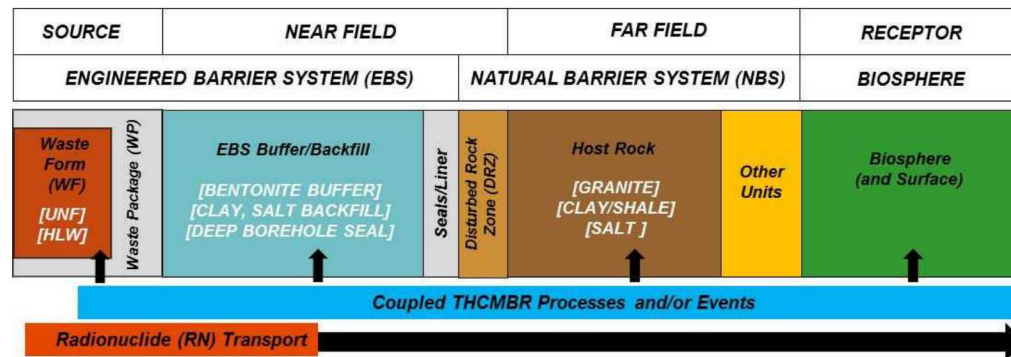 SOURCE
NEAR FIELD
FAR FIELD
RECEPTOR
ENGINEERED BARRIER SYSTEM (EBS)
NATURAL BARRIER SYSTEM (NBS)
BIOSPHERE
Waste
Form
(WF)
[UNF]
[HLW]
Waste Package (WP)
EBS Buffer/Backfill
[BENTONITE BUFFER]
[CLAY, SALT BACKFILL]
[DEEP BOREHOLE SEAL]
Seals/Liner
Disturbed Rock
Zone (DRZ)
Host Rock
[GRANITE]
[CLAY/SHALE]
[SALT ]
Other
Units
Biosphere
(and Surface)
Coupled THCMBR Processes and/or Events
Radionuclide (RN) Transport